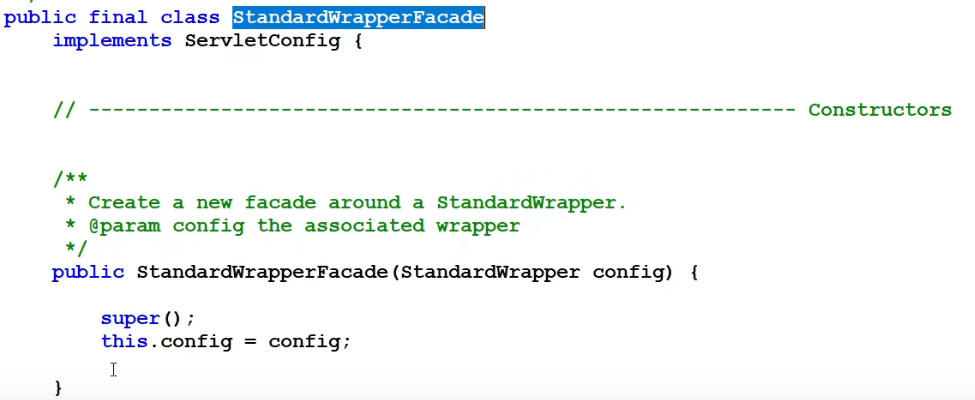 public final class StandardWrapperFacade
implements ServletConfig {
// ----------------------------------------------------------- Constructors
/**
* Create a new facade around a StandardWrapper.
* @param config the associated wrapper
*/
public StandardWrapperFacade(StandardWrapper config) {
super();
this.config = config;
}